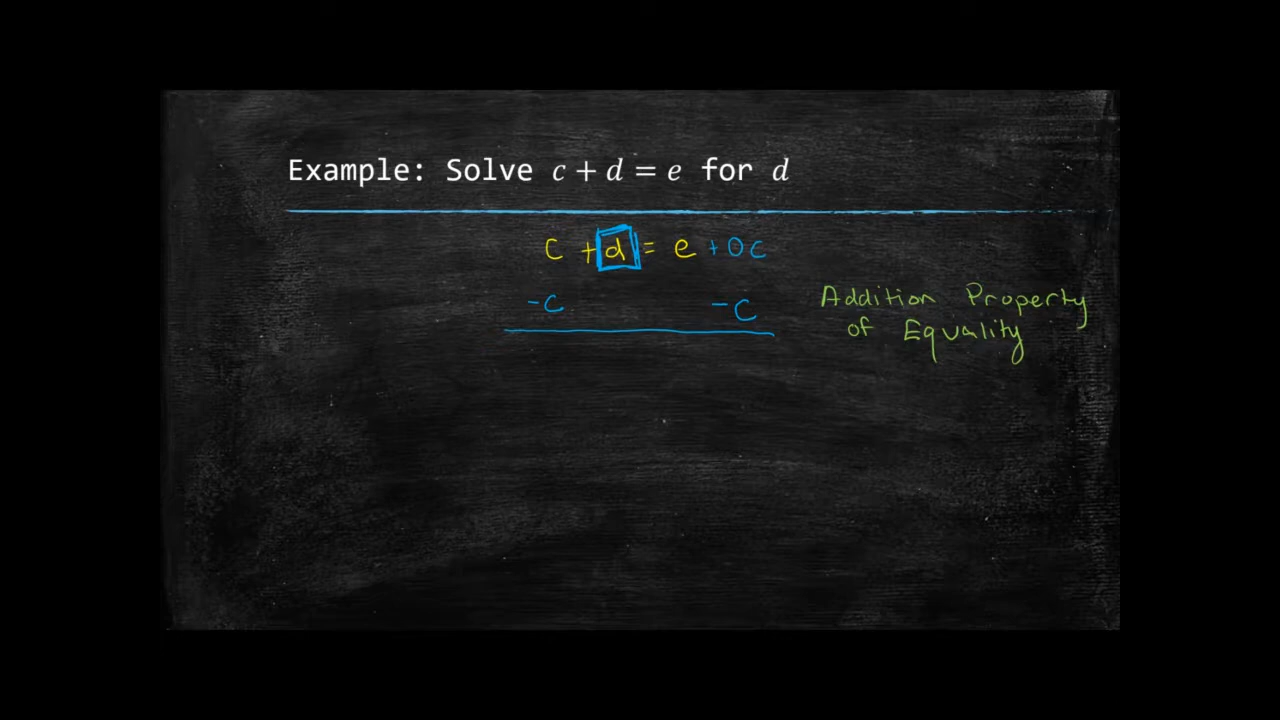 Example: Solve c + d = e for d
c + d = e + 0c
-c -c
Addition Property
of Equality